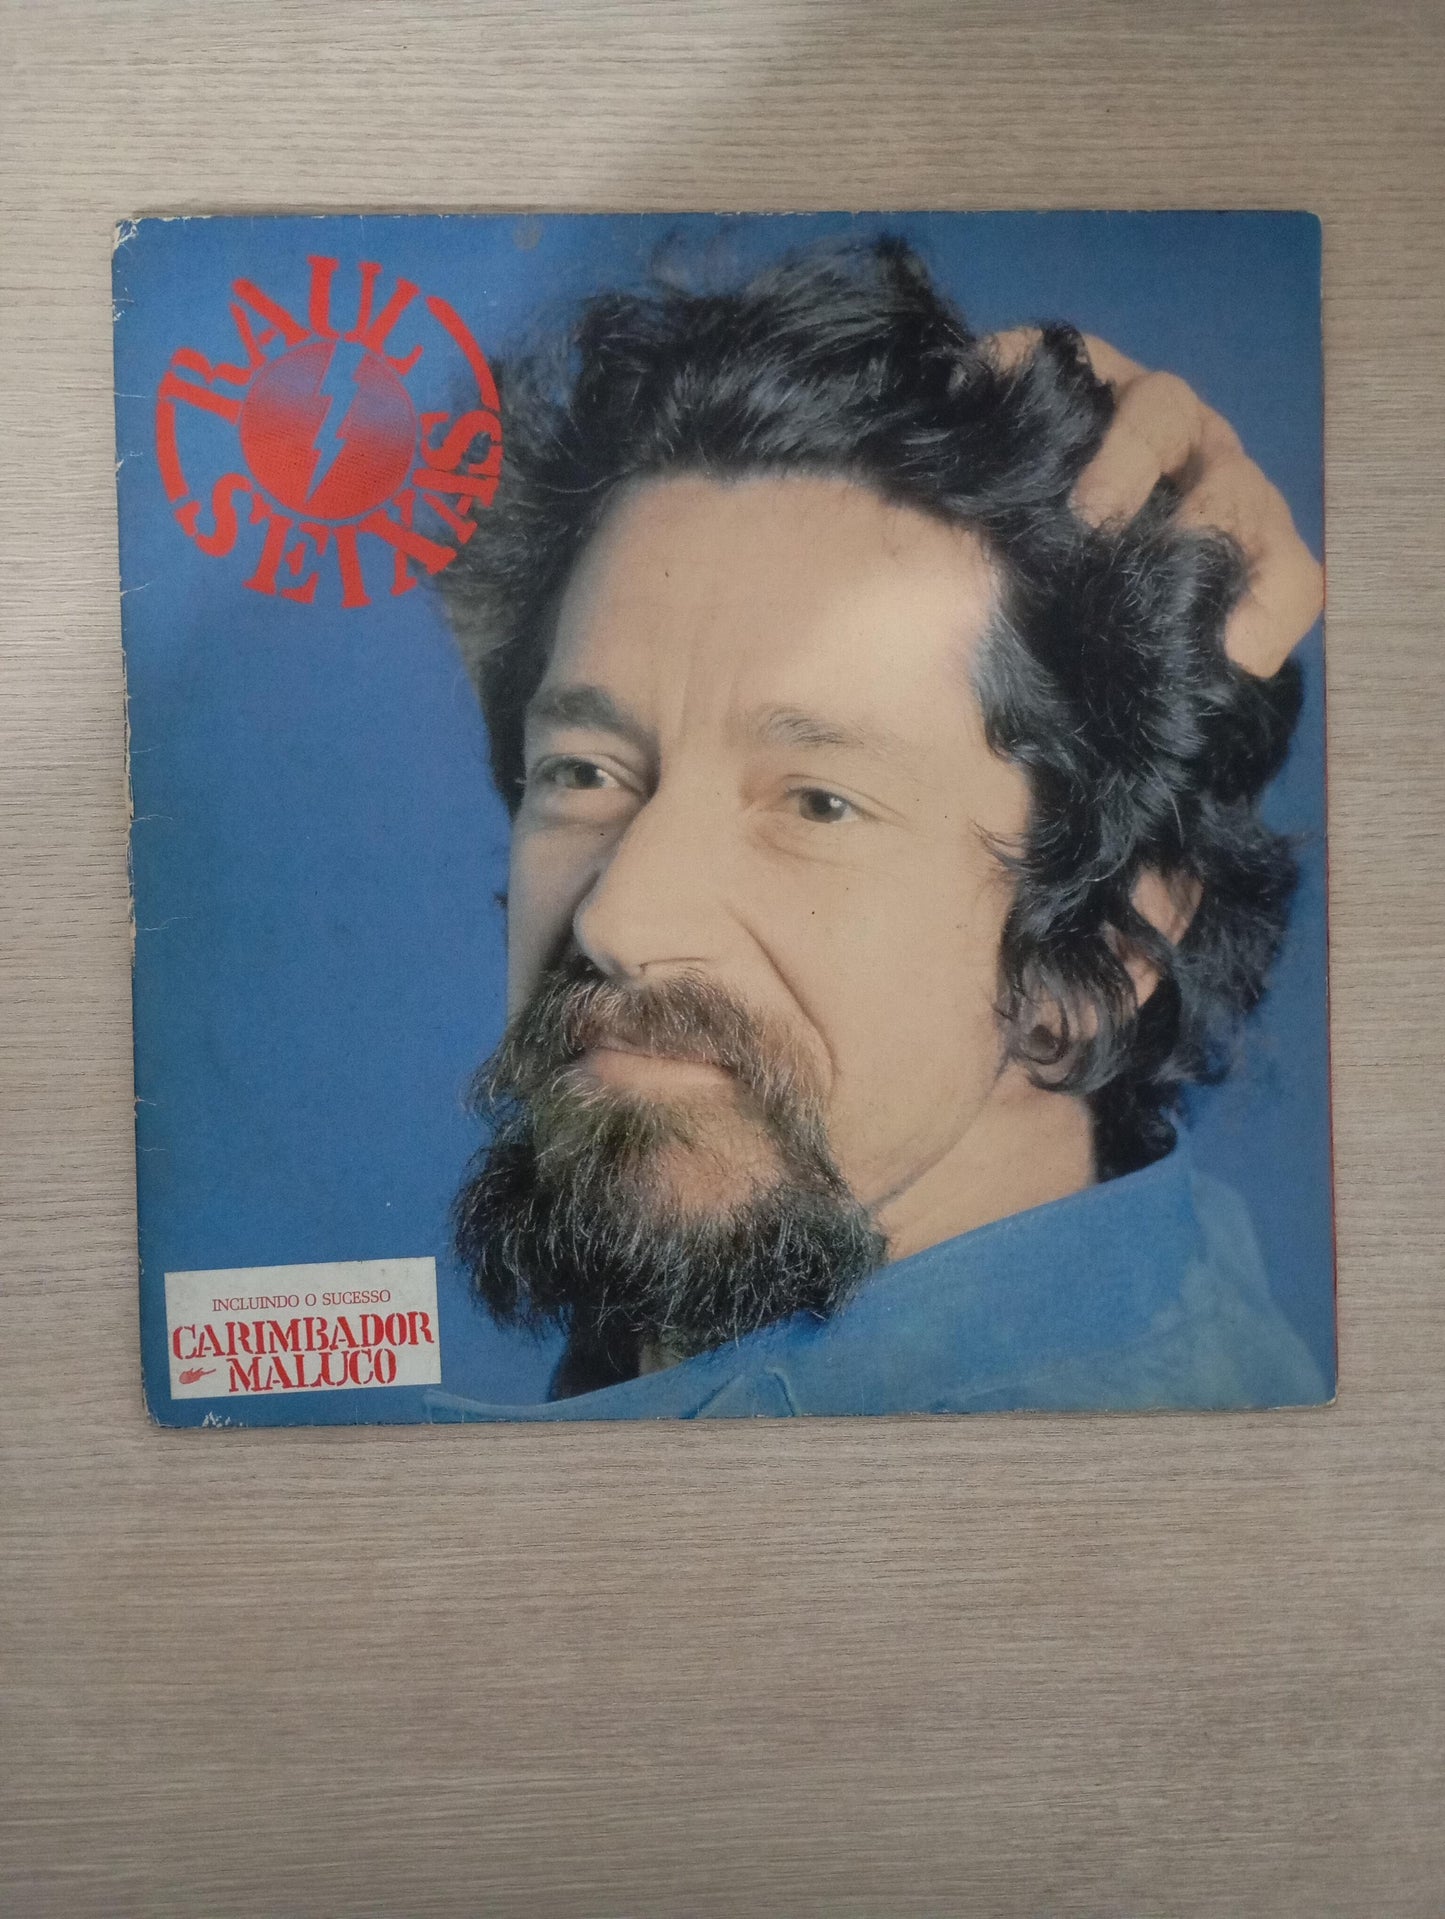 RAUL
SEIXAS
INCLUINDO O SUCESSO
CARIMBADOR
MALUCO